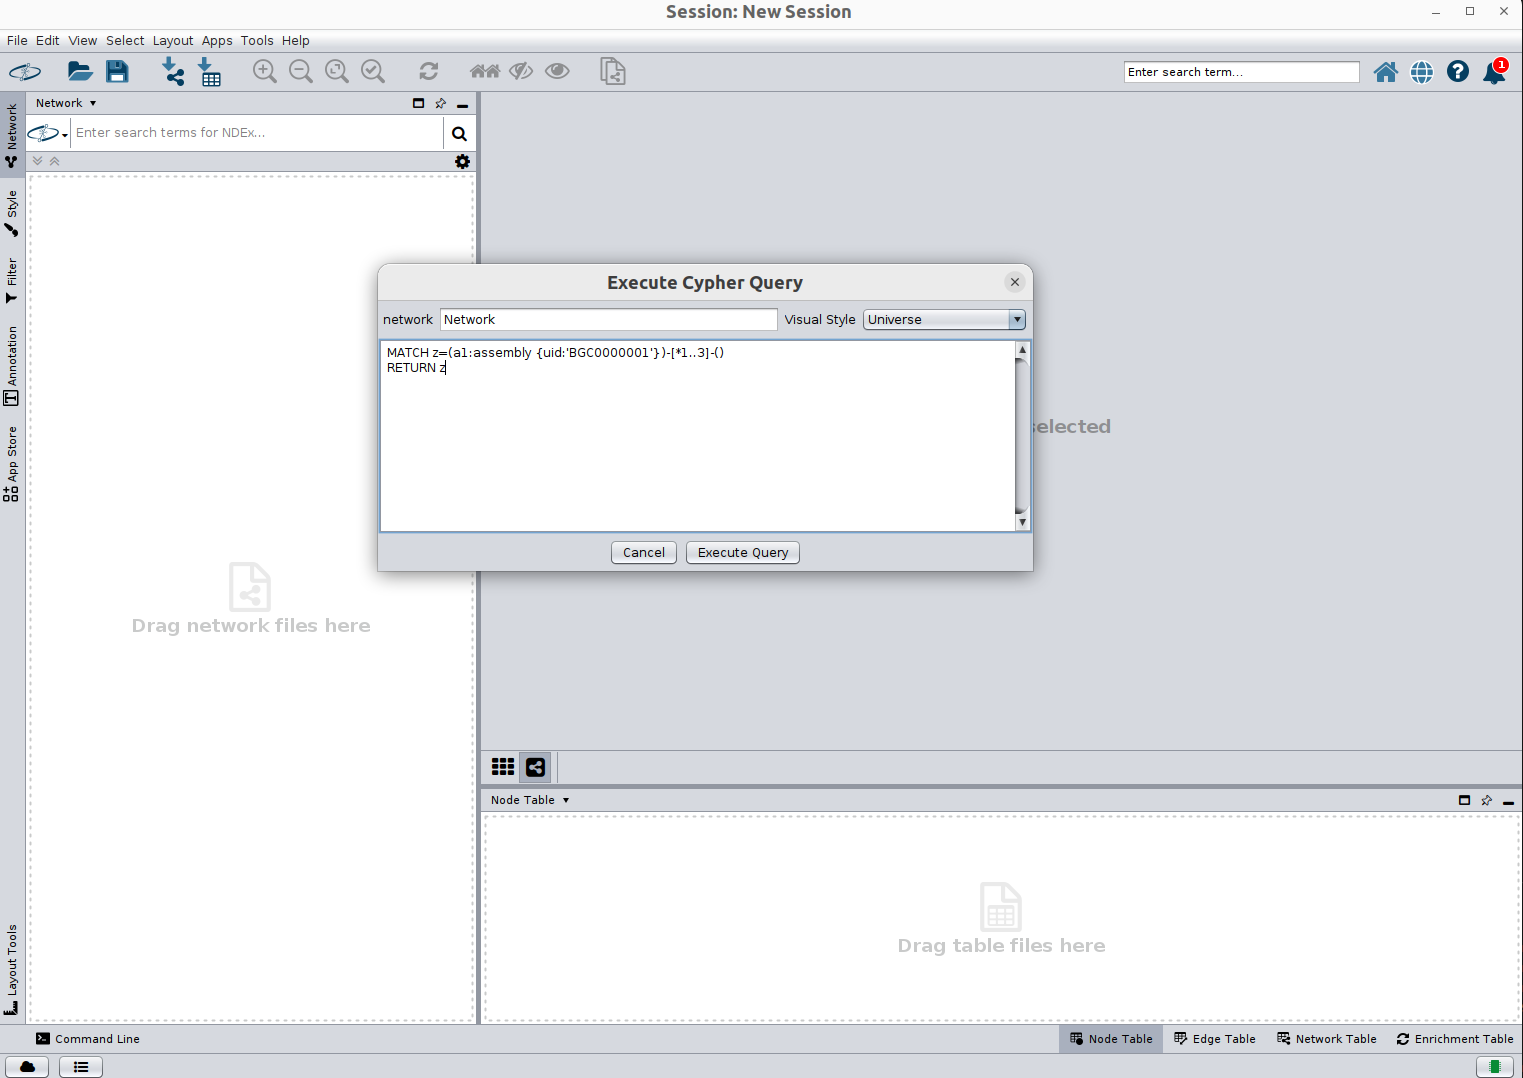 Session: New Session
File Edit View Select Layout Apps Tools Help
Enter search term...
1
Network
Enter search terms for NDEx...
Network
Style
Filter
Annotation
App Store
Layout Tools
Drag network files here
selected
Execute Cypher Query
network Network Visual Style Universe
MATCH z=(a1:assembly {uid:'BGC0000001'})-[*1..3]-()
RETURN z
Cancel Execute Query
Node Table
Drag table files here
Command Line
Node Table Edge Table Network Table Enrichment Table